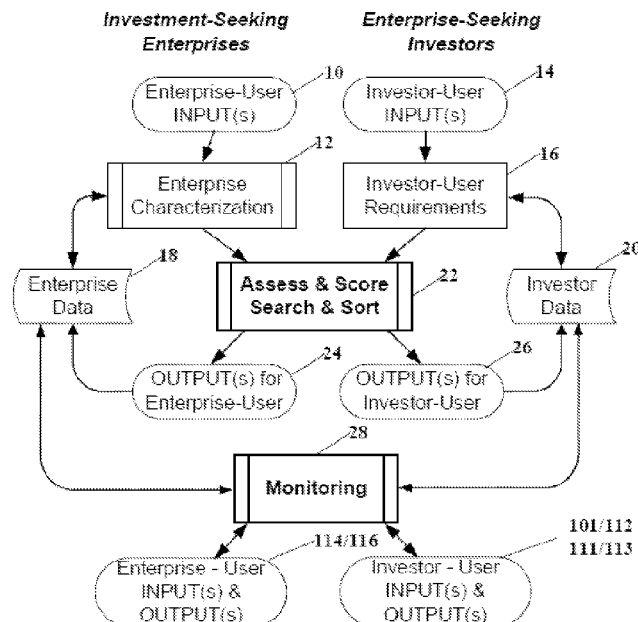 Investment-Seeking Enterprise-Seeking
Enterprises Investors
10 14
Enterprise-User Investor-User
INPUT(s) INPUT(s)
12 16
Enterprise Investor-User
Characterization Requirements
18 20
Enterprise Assess & Score Investor
Data Search & Sort Data
22
24 26
OUTPUT(s) for OUTPUT(s) for
Enterprise-User Investor-User
28
Monitoring
101/112
114/116 111/113
Enterprise - User Investor - User
INPUT(s) & INPUT(s) &
OUTPUT(s) OUTPUT(s)